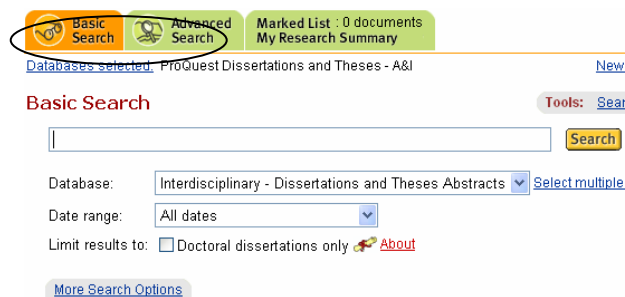 Basic Search Advanced Search Marked List : 0 documents
My Research Summary
Databases selected: ProQuest Dissertations and Theses - A&I New
Basic Search Tools: Sear
Search
Database: Interdisciplinary - Dissertations and Theses Abstracts Select multiple
Date range: All dates
Limit results to: Doctoral dissertations only About
More Search Options